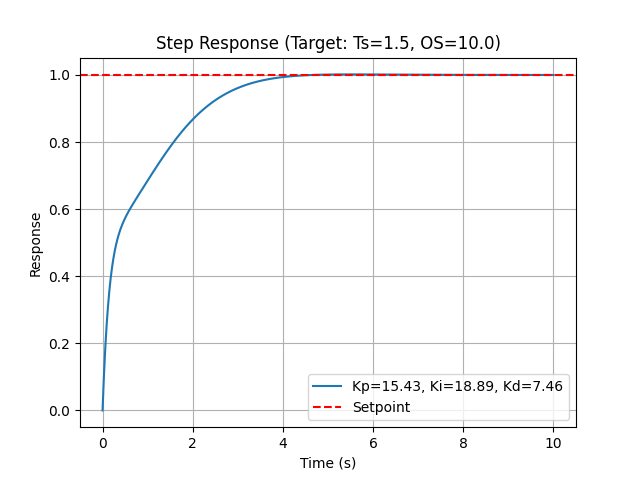 Step Response (Target: Ts=1.5, OS=10.0)
Response
1.0
0.8
0.6
0.4
0.2
0.0
Kp=15.43, Ki=18.89, Kd=7.46
Setpoint
0 2 4 6 8 10
Time (s)